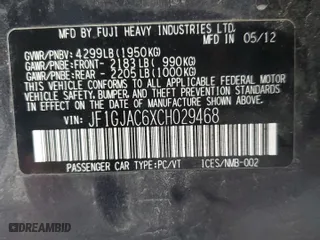 MFD. BY FUJI HEAVY INDUSTRIES LTD.
MFD. IN 05/12
GVWR/PNBV: 4299LB(1950KG)
GAWR/PNBE:FRONT- 2183LB( 990KG)
GAWR/PNBE:REAR - 2205LB(1000KG)
THIS VEHICLE CONFORMS TO ALL APPLICABLE
FEDERAL MOTOR VEHICLE SAFETY, BUMPER, AND
THEFT PREVENTION STANDARDS IN EFFECT ON THE
DATE OF MANUFACTURE SHOWN ABOVE.
VIN: JF1GJAC6XCH029468
PASSENGER CAR TYPE:PC/VT
ICES/NMB-002
DREAMBID